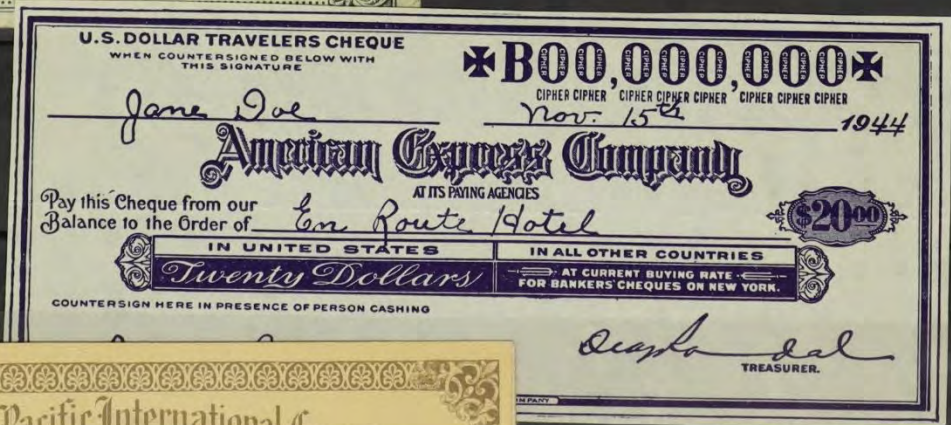 U.S. DOLLAR TRAVELERS CHEQUE
WHEN COUNTERSIGNED BELOW WITH
THIS SIGNATURE
B00,000,000
CIPHER CIPHER CIPHER CIPHER CIPHER CIPHER CIPHER CIPHER
Jane Doe
Nov. 15th 1944
American Express Company
AT ITS PAYING AGENCIES
Pay this Cheque from our
Balance to the Order of En Route Hotel
$20.00
IN UNITED STATES
Twenty Dollars
IN ALL OTHER COUNTRIES
AT CURRENT BUYING RATE
FOR BANKERS' CHEQUES ON NEW YORK.
COUNTERSIGN HERE IN PRESENCE OF PERSON CASHING
TREASURER.
Pacific International